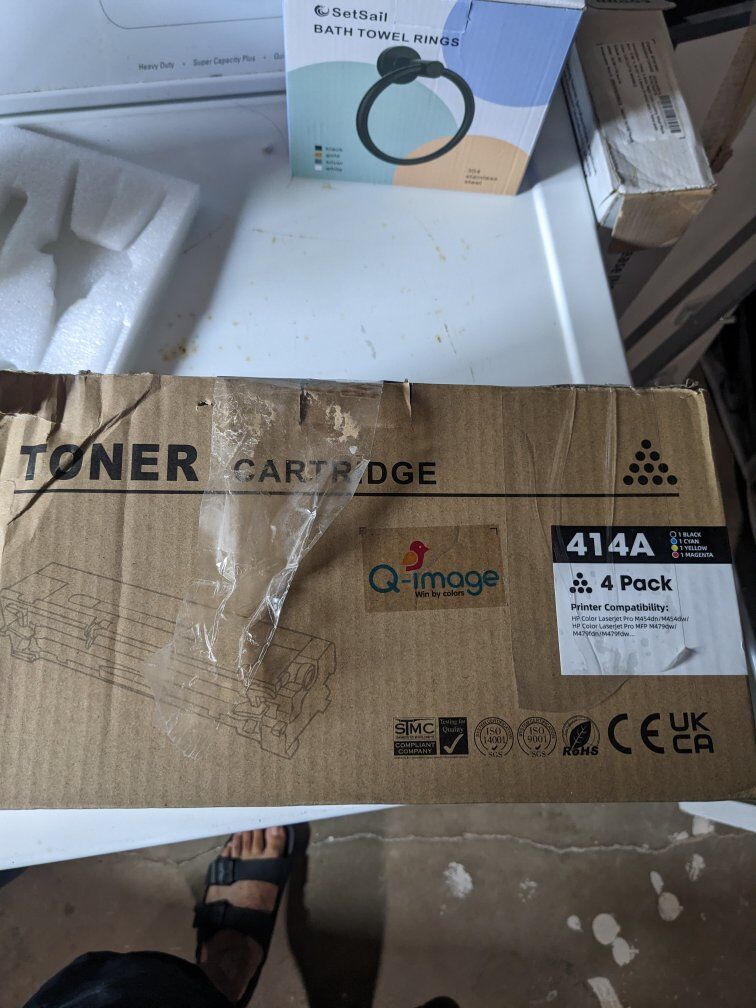 SetSail
BATH TOWEL RINGS
Heavy Duty • Super Capacity Plus •
black
gold
silver
white
304
stainless
steel
TONER CARTRIDGE
414A
1 BLACK
1 CYAN
1 YELLOW
1 MAGENTA
4 Pack
Printer Compatibility:
HP Color Laserjet Pro M454dn/M454dw/
HP Color Laserjet Pro MFP M479dw/
M479fdn/M479fdw...
Q-image
Win by colors
STMC
COMPLIANT
COMPANY
Testing for
Quality
ISO
14001
SGS
ISO
9001
SGS
RoHS
CE
UK
CA